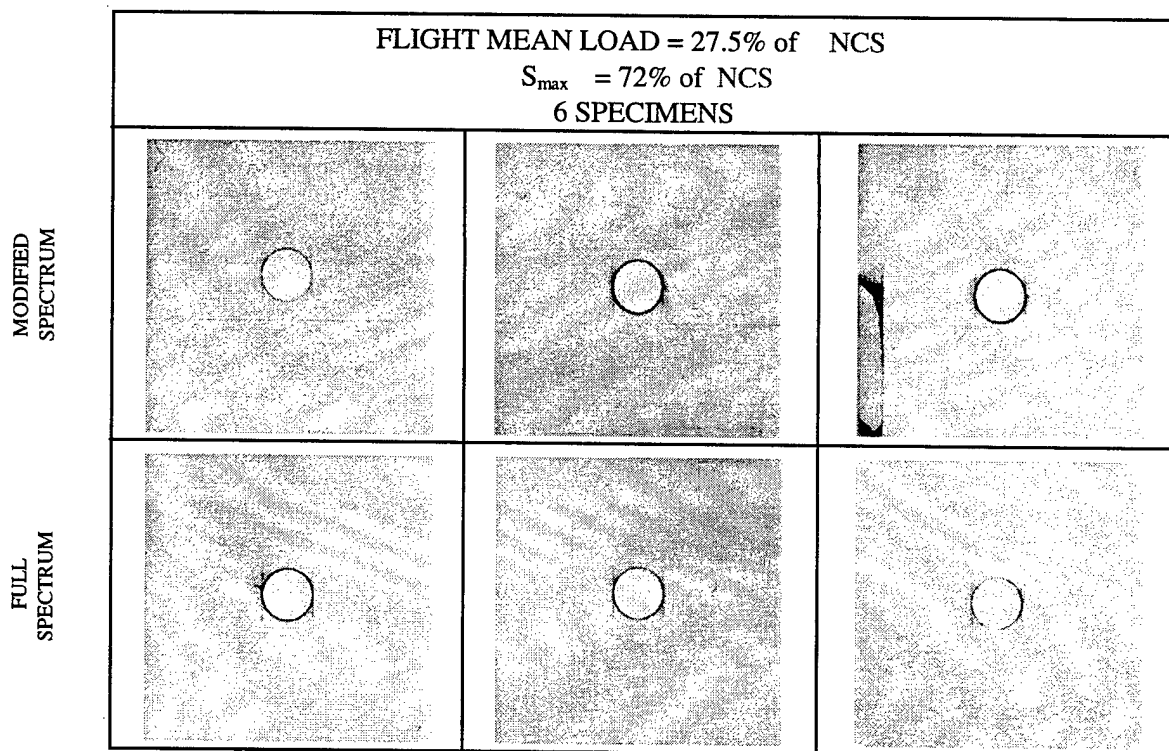 FLIGHT MEAN LOAD = 27.5% of NCS
Smax = 72% of NCS
6 SPECIMENS
MODIFIED
SPECTRUM
FULL
SPECTRUM